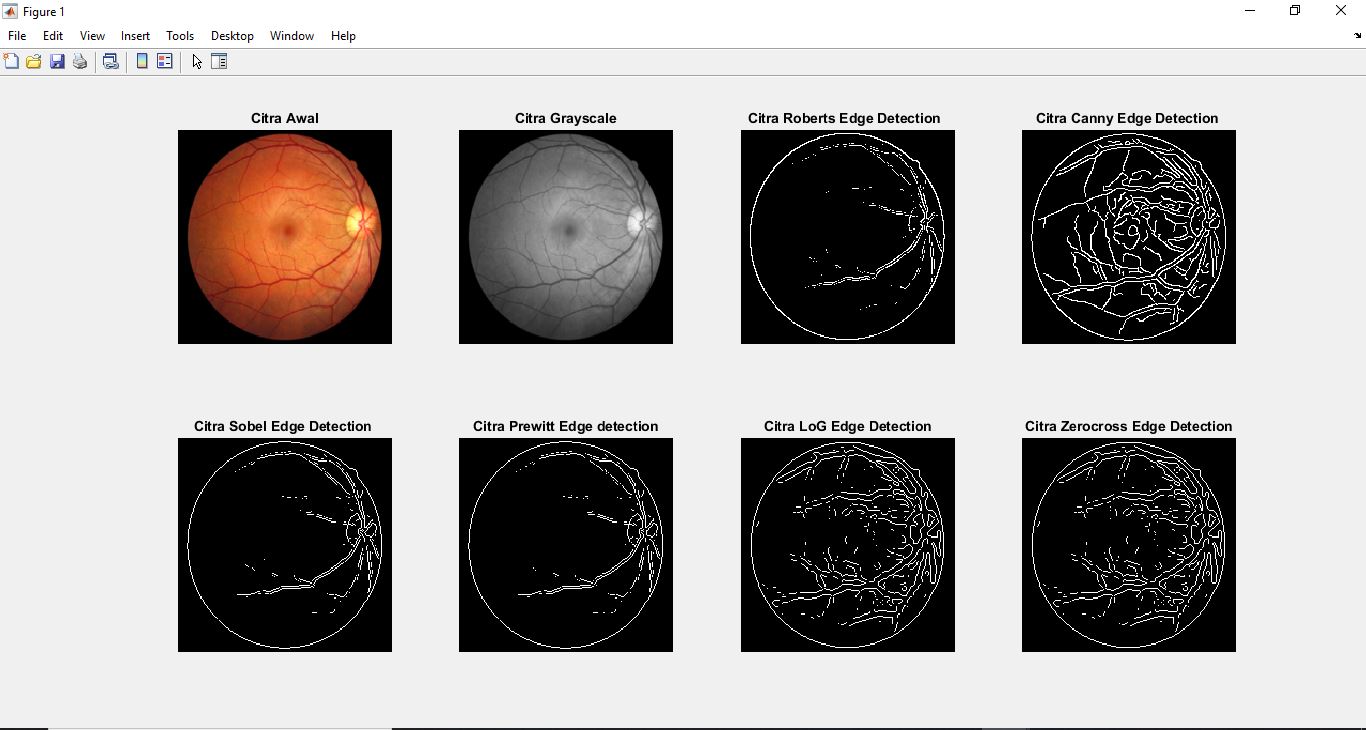 Figure 1
File Edit View Insert Tools Desktop Window Help
Citra Awal
Citra Grayscale
Citra Roberts Edge Detection
Citra Canny Edge Detection
Citra Sobel Edge Detection
Citra Prewitt Edge detection
Citra LoG Edge Detection
Citra Zerocross Edge Detection